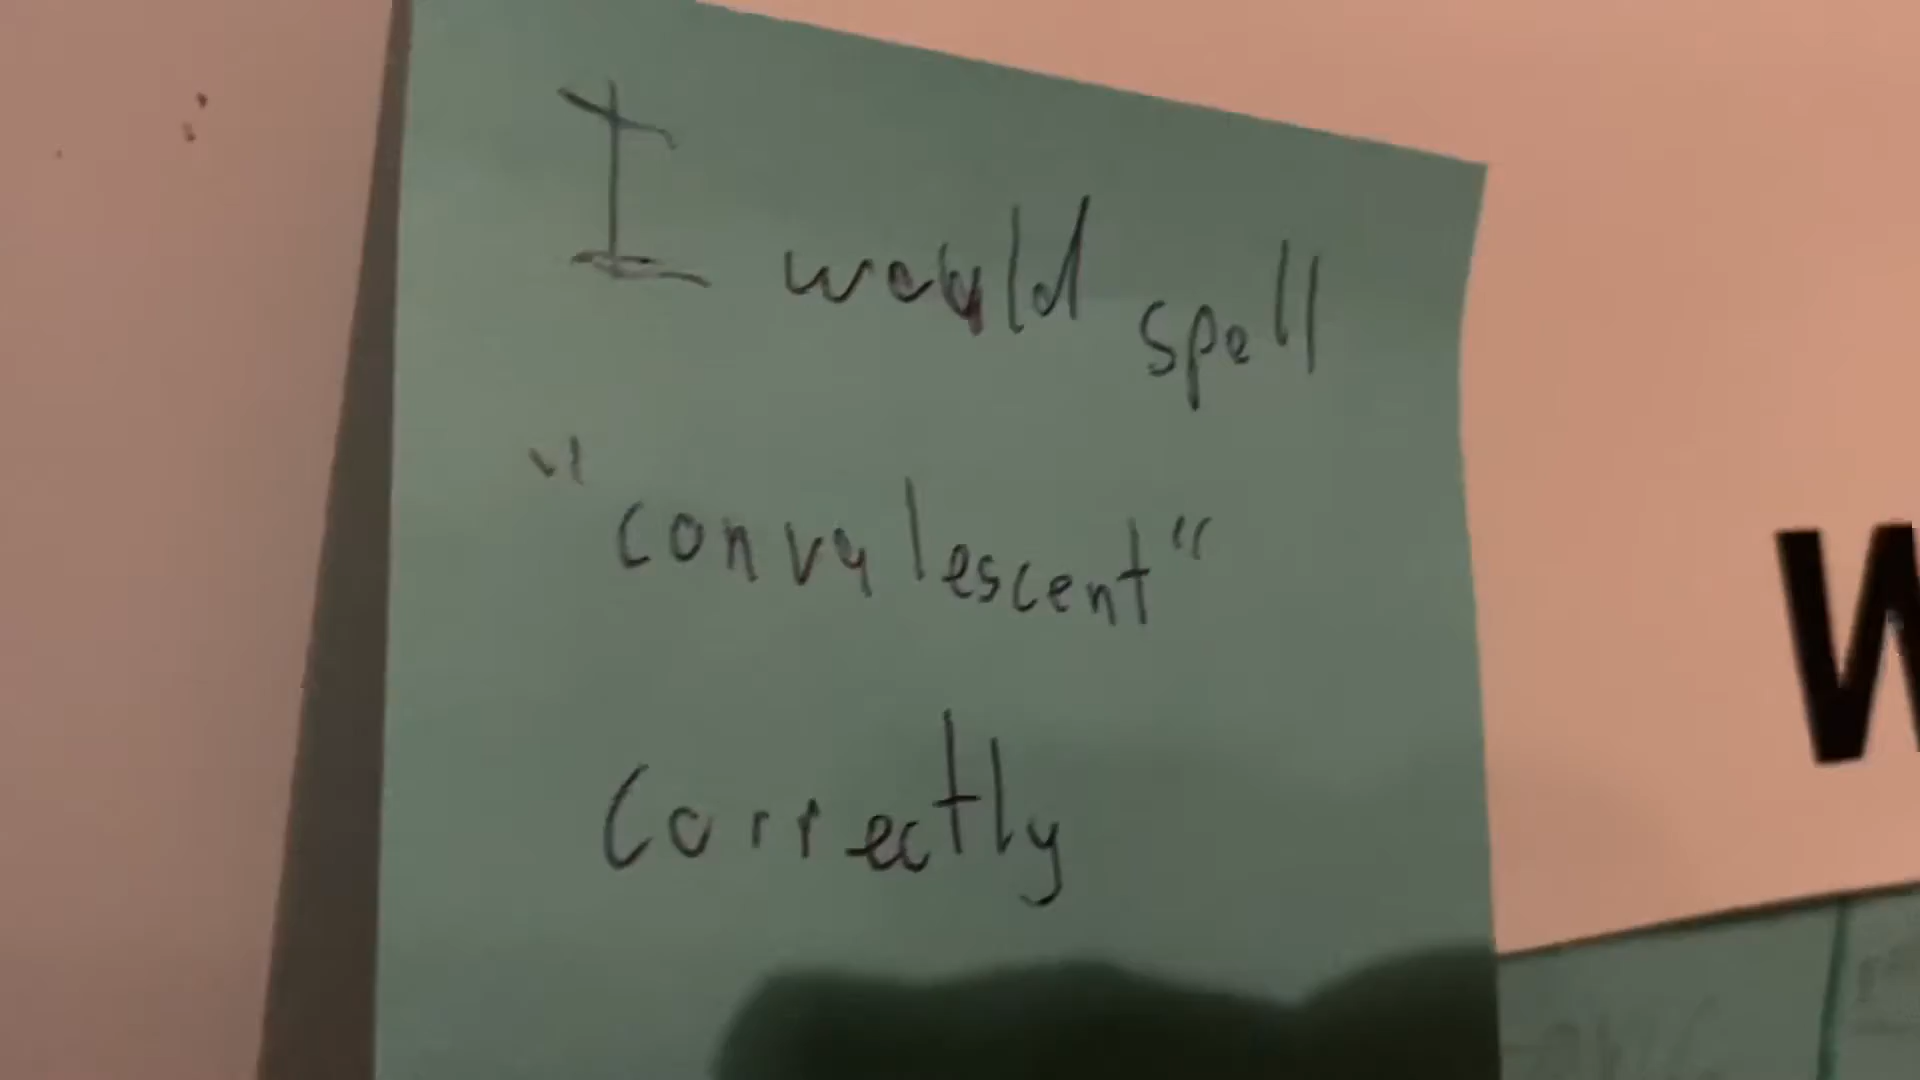 I would spell
"convalescent"
correctly
W